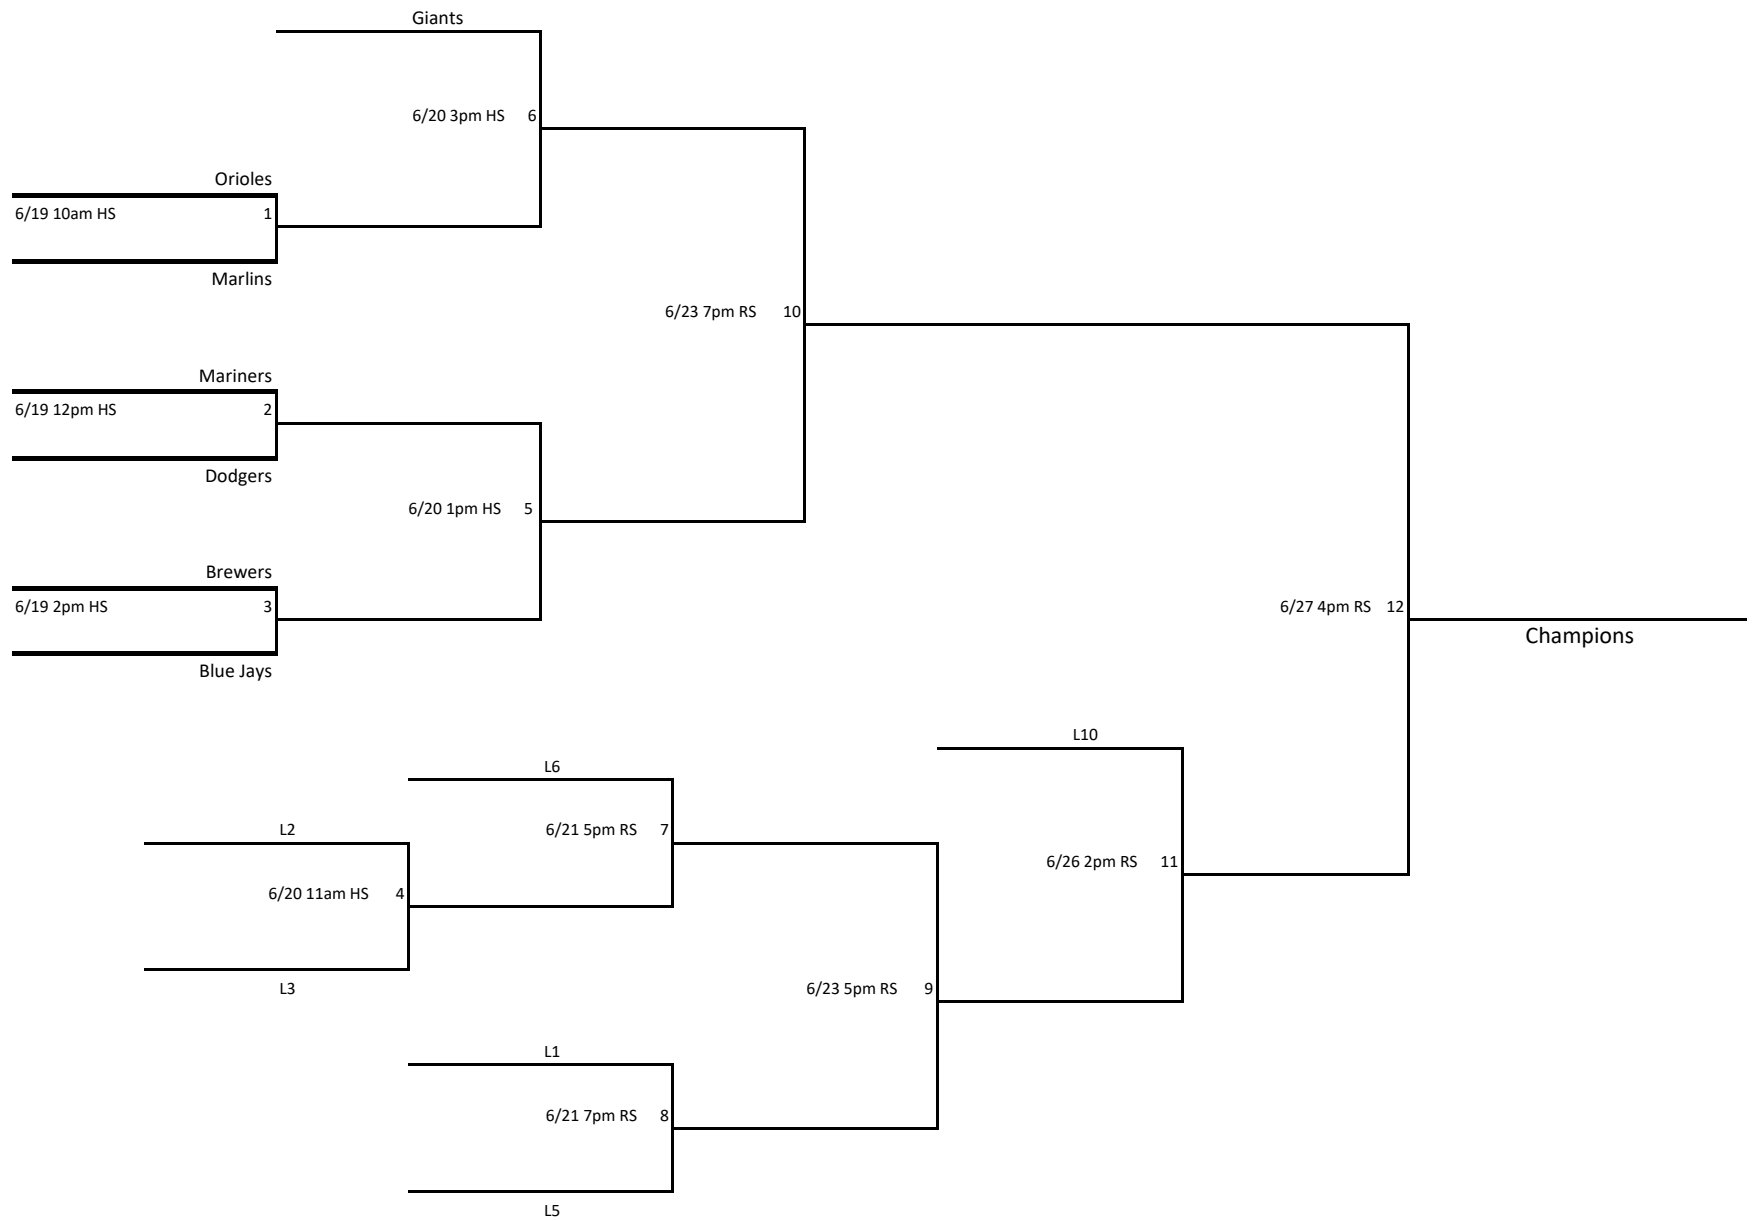 Giants
6/20 3pm HS 6
Orioles
6/19 10am HS 1
Marlins
6/23 7pm RS 10
Mariners
6/19 12pm HS 2
Dodgers
6/20 1pm HS 5
Brewers
6/19 2pm HS 3
Blue Jays
6/27 4pm RS 12
Champions
L10
L6
L2
6/21 5pm RS 7
6/26 2pm RS 11
6/20 11am HS 4
L3
6/23 5pm RS 9
L1
6/21 7pm RS 8
L5